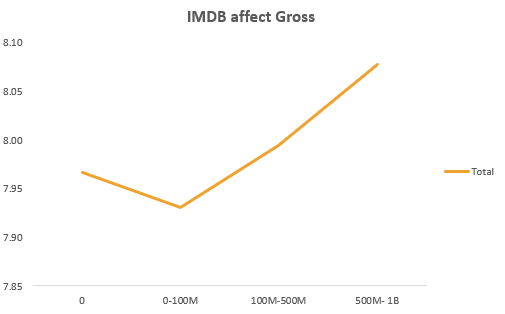 IMDB affect Gross
8.10
8.05
8.00
7.95
7.90
7.85
0
0-100M
100M-500M
500M- 1B
Total